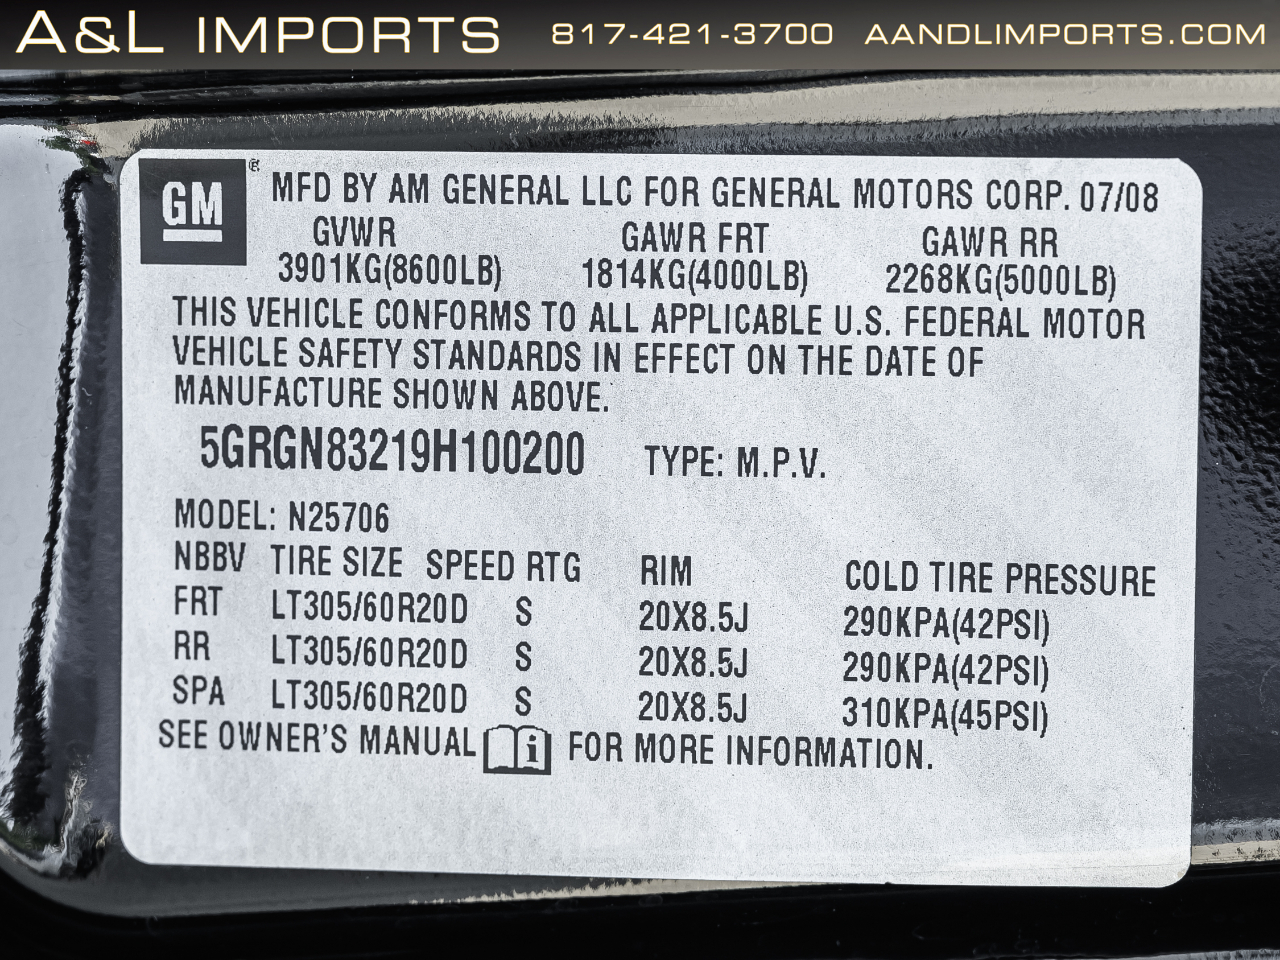 A&L IMPORTS 817-421-3700 AANDLIMPORTS.COM
GM ® MFD BY AM GENERAL LLC FOR GENERAL MOTORS CORP. 07/08
GVWR GAWR FRT GAWR RR
3901KG(8600LB) 1814KG(4000LB) 2268KG(5000LB)
THIS VEHICLE CONFORMS TO ALL APPLICABLE U.S. FEDERAL MOTOR
VEHICLE SAFETY STANDARDS IN EFFECT ON THE DATE OF
MANUFACTURE SHOWN ABOVE.
5GRGN83219H100200 TYPE: M.P.V.
MODEL: N25706
NBBV TIRE SIZE SPEED RTG RIM COLD TIRE PRESSURE
FRT LT305/60R20D S 20X8.5J 290KPA(42PSI)
RR LT305/60R20D S 20X8.5J 290KPA(42PSI)
SPA LT305/60R20D S 20X8.5J 310KPA(45PSI)
SEE OWNER'S MANUAL i FOR MORE INFORMATION.